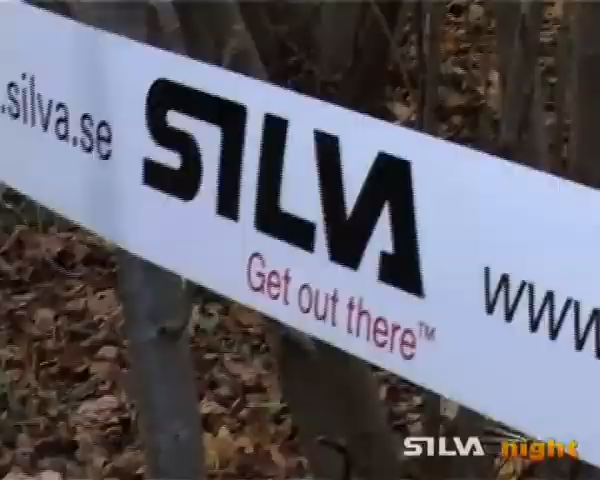 .silva.se
SILVA
Get out there™
www
SILVA night